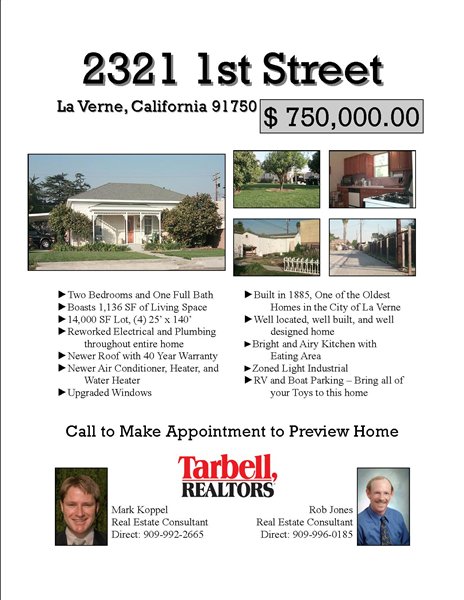 2321 1st Street
La Verne, California 91750
$ 750,000.00
►Two Bedrooms and One Full Bath
►Boasts 1,136 SF of Living Space
►14,000 SF Lot, (4) 25' x 140'
►Reworked Electrical and Plumbing
throughout entire home
►Newer Roof with 40 Year Warranty
►Newer Air Conditioner, Heater, and
Water Heater
►Upgraded Windows
►Built in 1885, One of the Oldest
Homes in the City of La Verne
►Well located, well built, and well
designed home
►Bright and Airy Kitchen with
Eating Area
►Zoned Light Industrial
►RV and Boat Parking – Bring all of
your Toys to this home
Call to Make Appointment to Preview Home
Tarbell,
REALTORS
Mark Koppel
Real Estate Consultant
Direct: 909-992-2665
Rob Jones
Real Estate Consultant
Direct: 909-996-0185